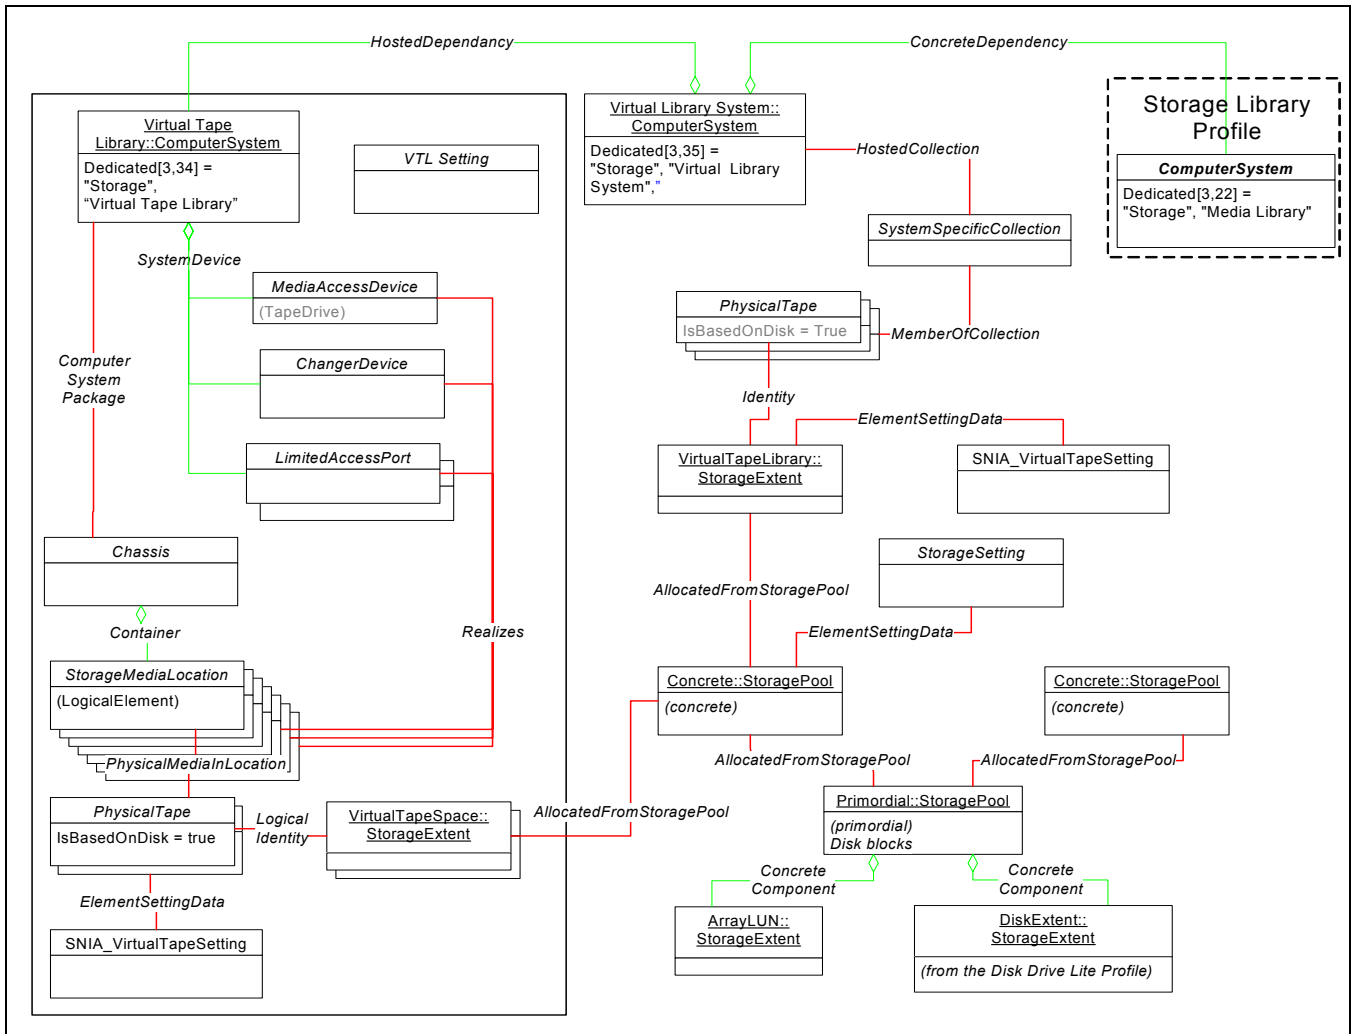 HostedDependancy
ConcreteDependency
Virtual Tape
Library::ComputerSystem
Dedicated[3,34] =
"Storage",
“Virtual Tape Library”
VTL Setting
Virtual Library System::
ComputerSystem
Dedicated[3,35] =
"Storage", "Virtual Library
System",”
HostedCollection
Storage Library
Profile
ComputerSystem
Dedicated[3,22] =
"Storage", "Media Library"
SystemSpecificCollection
SystemDevice
MediaAccessDevice
(TapeDrive)
PhysicalTape
IsBasedOnDisk = True
MemberOfCollection
Computer
System
Package
ChangerDevice
Identity
ElementSettingData
LimitedAccessPort
VirtualTapeLibrary::
StorageExtent
SNIA_VirtualTapeSetting
Chassis
StorageSetting
AllocatedFromStoragePool
Container
Realizes
ElementSettingData
StorageMediaLocation
(LogicalElement)
Concrete::StoragePool
(concrete)
Concrete::StoragePool
(concrete)
PhysicalMediaInLocation
AllocatedFromStoragePool
AllocatedFromStoragePool
PhysicalTape
IsBasedOnDisk = true
Logical
Identity
VirtualTapeSpace::
StorageExtent
AllocatedFromStoragePool
Primordial::StoragePool
(primordial)
Disk blocks
Concrete
Component
Concrete
Component
ElementSettingData
SNIA_VirtualTapeSetting
ArrayLUN::
StorageExtent
DiskExtent::
StorageExtent
(from the Disk Drive Lite Profile)